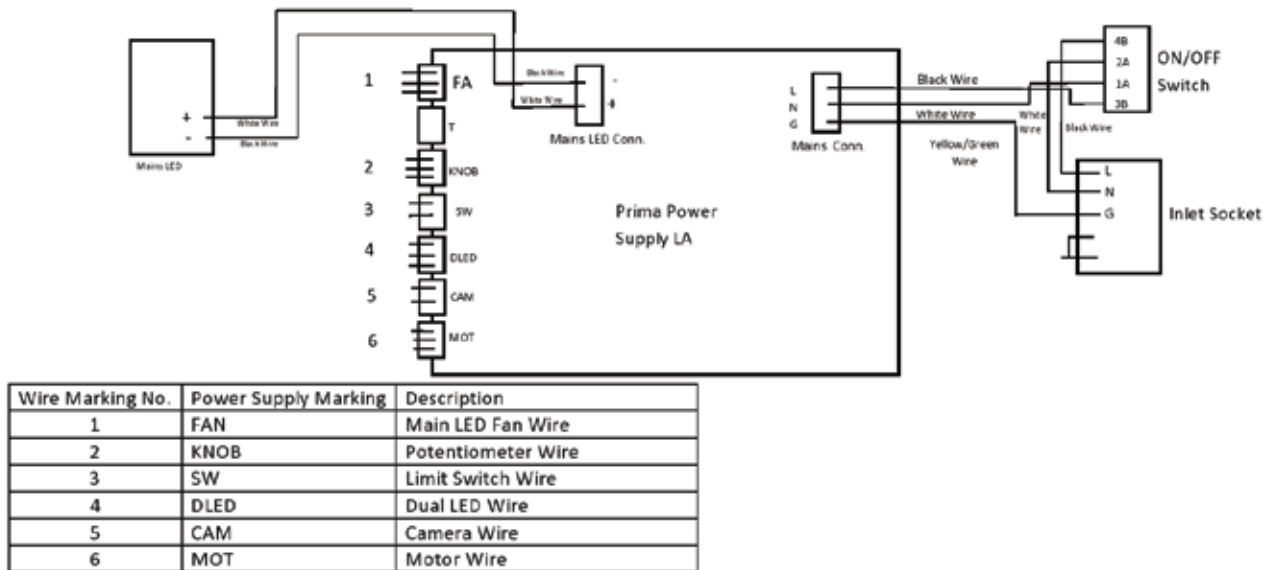 +
-
White Wire
Black Wire
Mains LED
1
FA
T
2
KNOB
3
SW
4
DLED
5
CAM
6
MOT
Black Wire
-
White Wire
+
Mains LED Conn.
Prima Power
Supply LA
L
N
G
Mains Conn.
Black Wire
White Wire
Yellow/Green
Wire
White
Wire
Black Wire
4B
2A
1A
3B
ON/OFF
Switch
L
N
G
Inlet Socket
Wire Marking No. Power Supply Marking Description
1 FAN Main LED Fan Wire
2 KNOB Potentiometer Wire
3 SW Limit Switch Wire
4 DLED Dual LED Wire
5 CAM Camera Wire
6 MOT Motor Wire